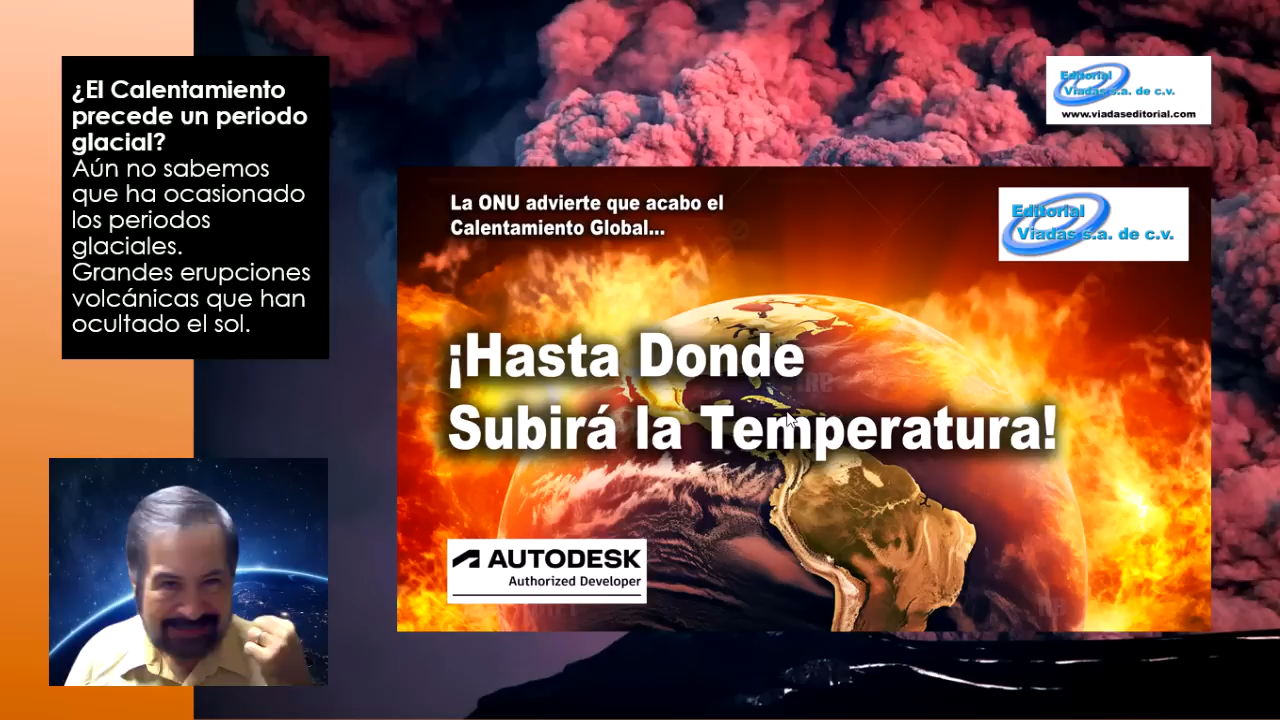 ¿El Calentamiento
precede un periodo
glacial?
Aún no sabemos
que ha ocasionado
los periodos
glaciales.
Grandes erupciones
volcánicas que han
ocultado el sol.
Editorial
Viadas s.a. de c.v.
www.viadaseditorial.com
La ONU advierte que acabo el
Calentamiento Global...
Editorial
Viadas s.a. de c.v.
¡Hasta Donde
Subirá la Temperatura!
AUTODESK
Authorized Developer